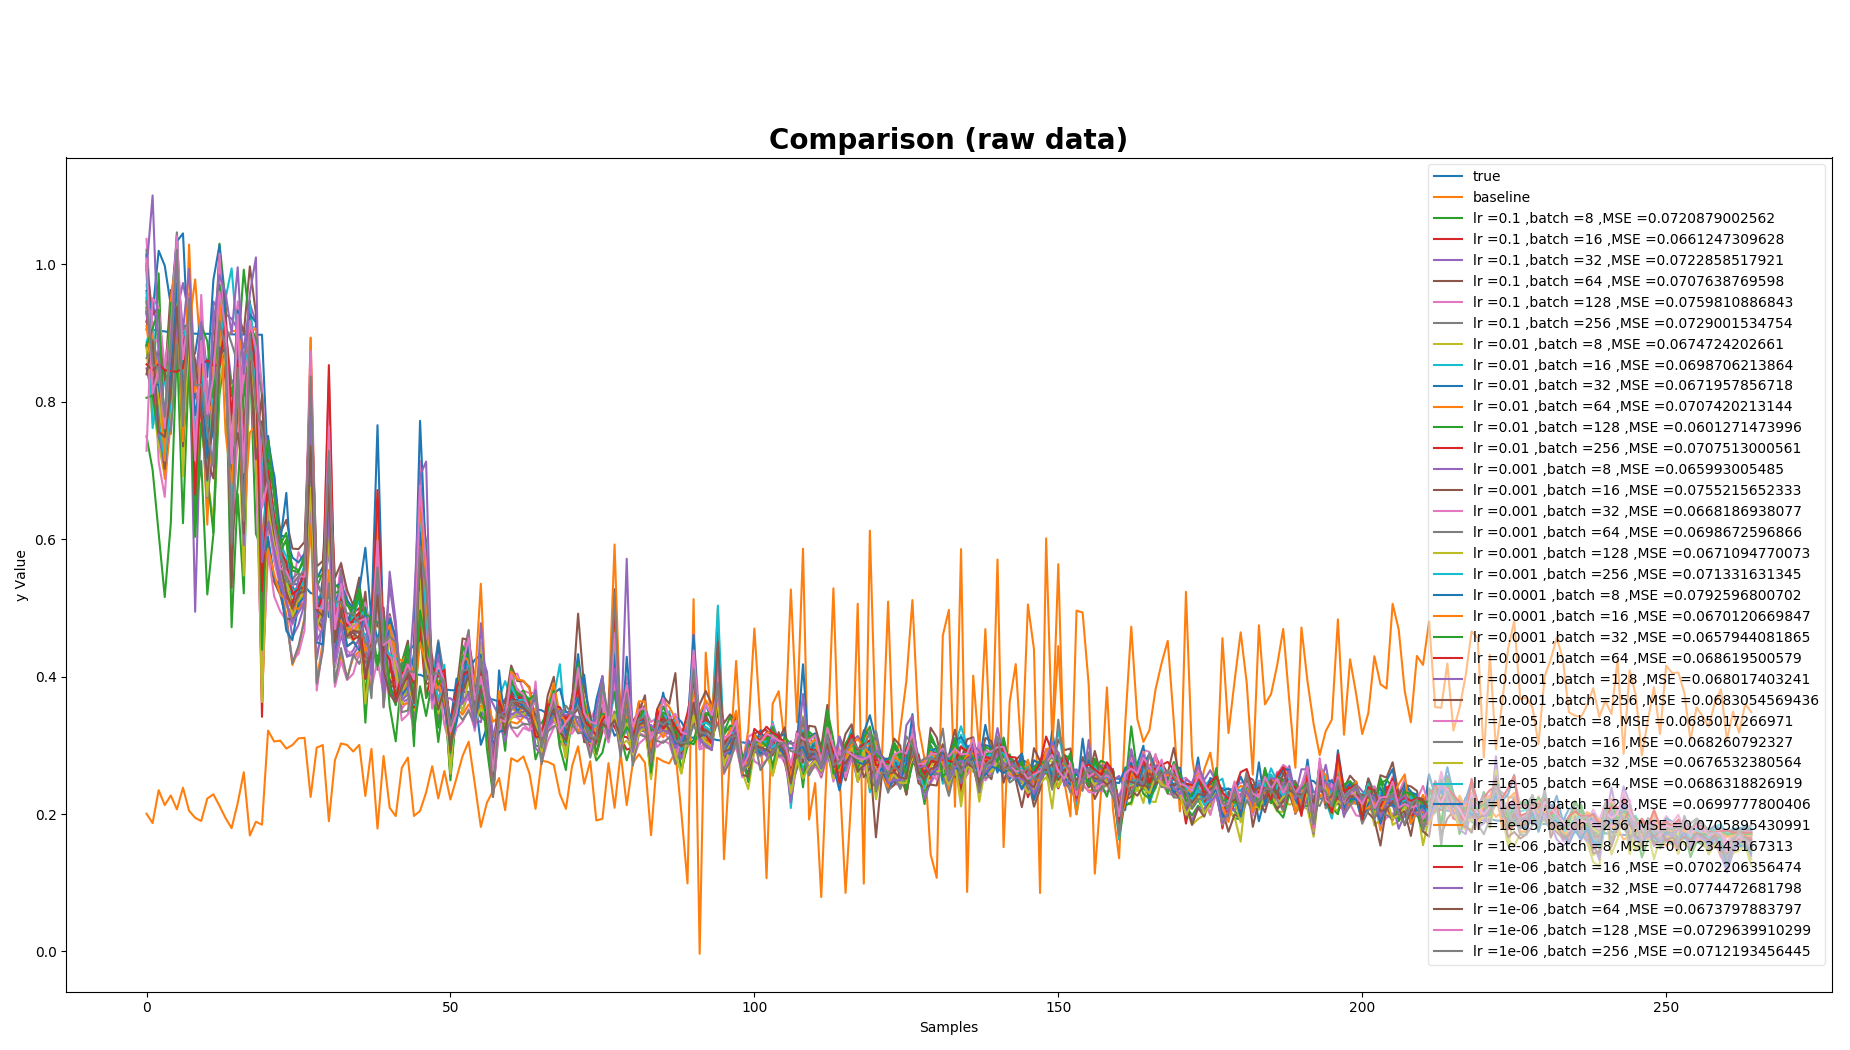 Comparison (raw data)
true
baseline
lr =0.1 ,batch =8 ,MSE =0.0720879002562
lr =0.1 ,batch =16 ,MSE =0.0661247309628
lr =0.1 ,batch =32 ,MSE =0.0722858517921
lr =0.1 ,batch =64 ,MSE =0.0707638769598
lr =0.1 ,batch =128 ,MSE =0.0759810886843
lr =0.1 ,batch =256 ,MSE =0.0729001534754
lr =0.01 ,batch =8 ,MSE =0.0674724202661
lr =0.01 ,batch =16 ,MSE =0.0698706213864
lr =0.01 ,batch =32 ,MSE =0.0671957856718
lr =0.01 ,batch =64 ,MSE =0.0707420213144
lr =0.01 ,batch =128 ,MSE =0.0601271473996
lr =0.01 ,batch =256 ,MSE =0.0707513000561
lr =0.001 ,batch =8 ,MSE =0.065993005485
lr =0.001 ,batch =16 ,MSE =0.0755215652333
lr =0.001 ,batch =32 ,MSE =0.0668186938077
lr =0.001 ,batch =64 ,MSE =0.0698672596866
lr =0.001 ,batch =128 ,MSE =0.0671094770073
lr =0.001 ,batch =256 ,MSE =0.071331631345
lr =0.0001 ,batch =8 ,MSE =0.0792596800702
lr =0.0001 ,batch =16 ,MSE =0.0670120669847
lr =0.0001 ,batch =32 ,MSE =0.0657944081865
lr =0.0001 ,batch =64 ,MSE =0.068619500579
lr =0.0001 ,batch =128 ,MSE =0.068017403241
lr =0.0001 ,batch =256 ,MSE =0.0683054569436
lr =1e-05 ,batch =8 ,MSE =0.0685017266971
lr =1e-05 ,batch =16 ,MSE =0.068260792327
lr =1e-05 ,batch =32 ,MSE =0.0676532380564
lr =1e-05 ,batch =64 ,MSE =0.0686318826919
lr =1e-05 ,batch =128 ,MSE =0.0699777800406
lr =1e-05 ,batch =256 ,MSE =0.0705895430991
lr =1e-06 ,batch =8 ,MSE =0.0723443167313
lr =1e-06 ,batch =16 ,MSE =0.0702206356474
lr =1e-06 ,batch =32 ,MSE =0.0774472681798
lr =1e-06 ,batch =64 ,MSE =0.0673797883797
lr =1e-06 ,batch =128 ,MSE =0.0729639910299
lr =1e-06 ,batch =256 ,MSE =0.0712193456445
y Value
1.0
0.8
0.6
0.4
0.2
0.0
0 50 100 150 200 250
Samples